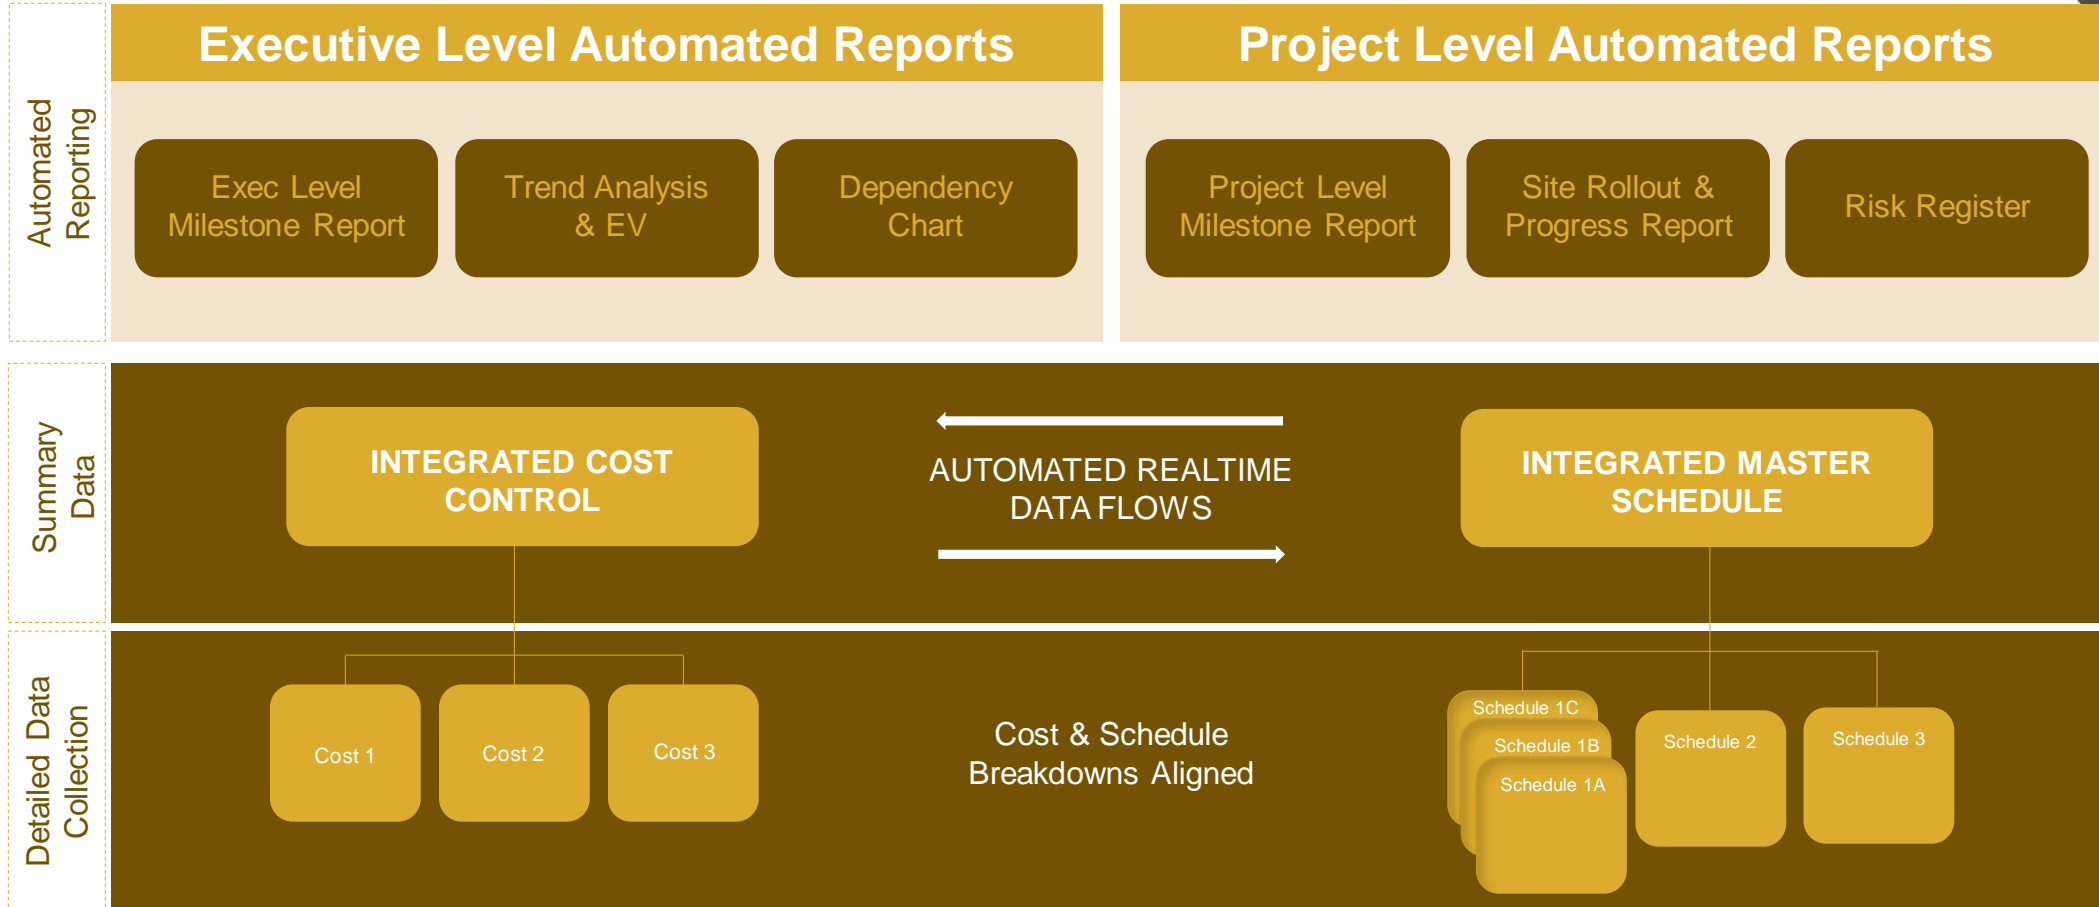 Automated
Reporting
Executive Level Automated Reports
Exec Level
Milestone Report
Trend Analysis
& EV
Dependency
Chart
Project Level Automated Reports
Project Level
Milestone Report
Site Rollout &
Progress Report
Risk Register
Summary
Data
INTEGRATED COST
CONTROL
AUTOMATED REALTIME
DATA FLOWS
INTEGRATED MASTER
SCHEDULE
Detailed Data
Collection
Cost 1
Cost 2
Cost 3
Cost & Schedule
Breakdowns Aligned
Schedule 1C
Schedule 1B
Schedule 1A
Schedule 2
Schedule 3